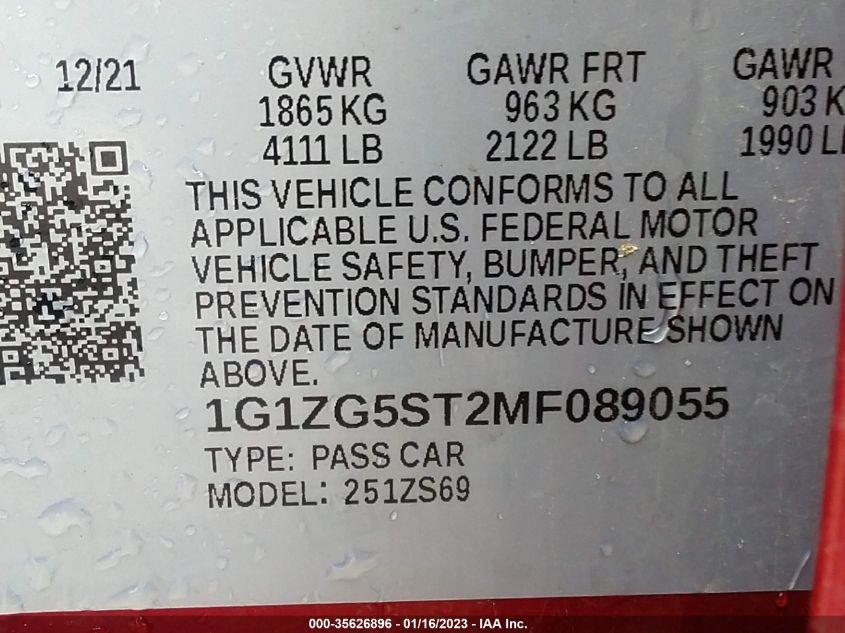 12/21 GVWR GAWR FRT GAWR
1865 KG 963 KG 903 K
4111 LB 2122 LB 1990 L
THIS VEHICLE CONFORMS TO ALL
APPLICABLE U.S. FEDERAL MOTOR
VEHICLE SAFETY, BUMPER, AND THEFT
PREVENTION STANDARDS IN EFFECT ON
THE DATE OF MANUFACTURE SHOWN
ABOVE.
1G1ZG5ST2MF089055
TYPE: PASS CAR
MODEL: 251ZS69
000-35626896 - 01/16/2023 - IAA Inc.